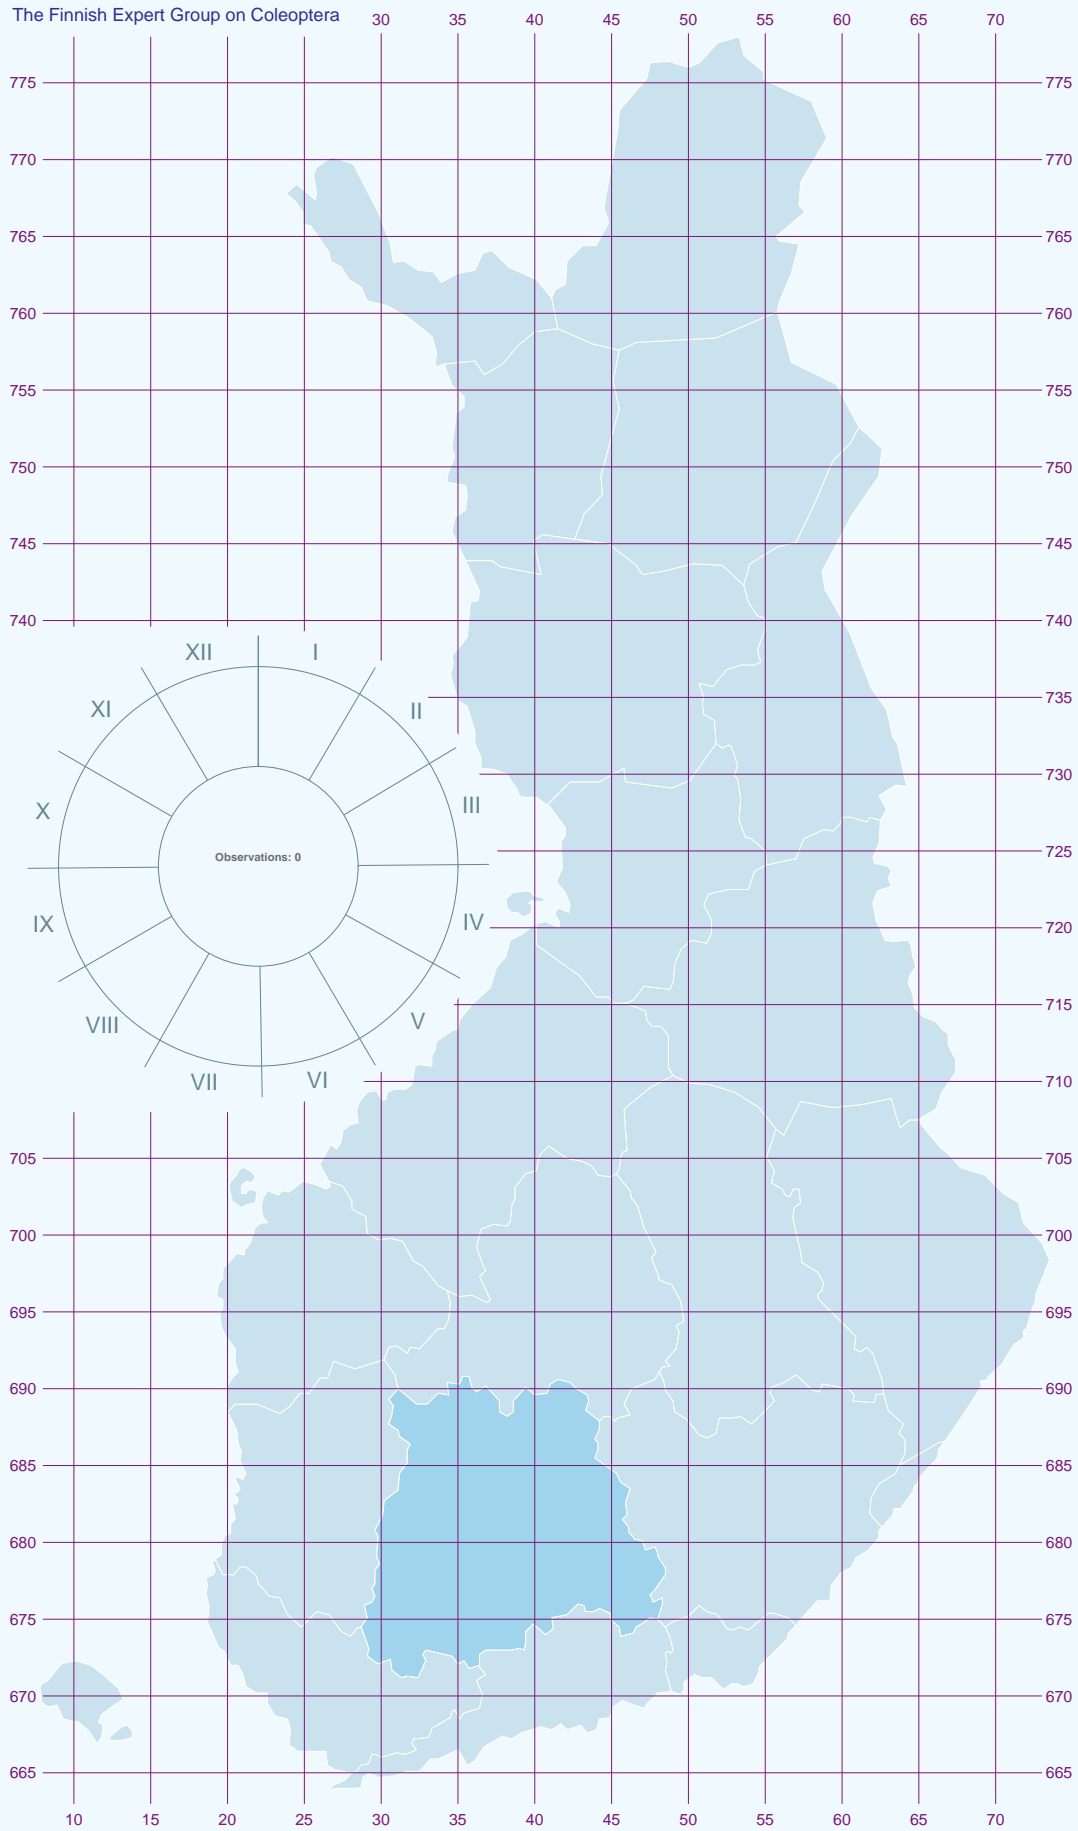 The Finnish Expert Group on Coleoptera 30 35 40 45 50 55 60 65 70
775 775
770 770
765 765
760 760
755 755
750 750
745 745
740 740
XII I
XI II
735
X III
730
Observations: 0
725
IX IV
720
VIII V
715
VII VI
710
705 705
700 700
695 695
690 690
685 685
680 680
675 675
670 670
665 665
10 15 20 25 30 35 40 45 50 55 60 65 70